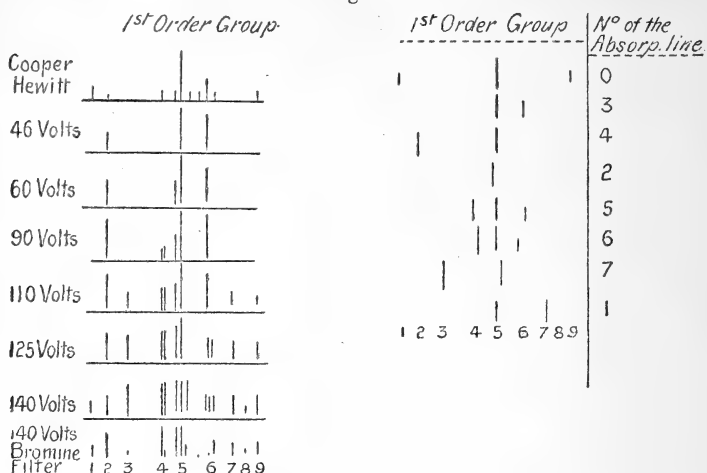 1st Order Group.
Cooper
Hewitt
46 Volts
60 Volts
90 Volts
110 Volts
125 Volts
140 Volts
140 Volts
Bromine
Filter 1 2 3 4 5 6 7 8 9
1st Order Group
No of the
Absorp. line.
0
3
4
2
5
6
7
1
1 2 3 4 5 6 7 8 9